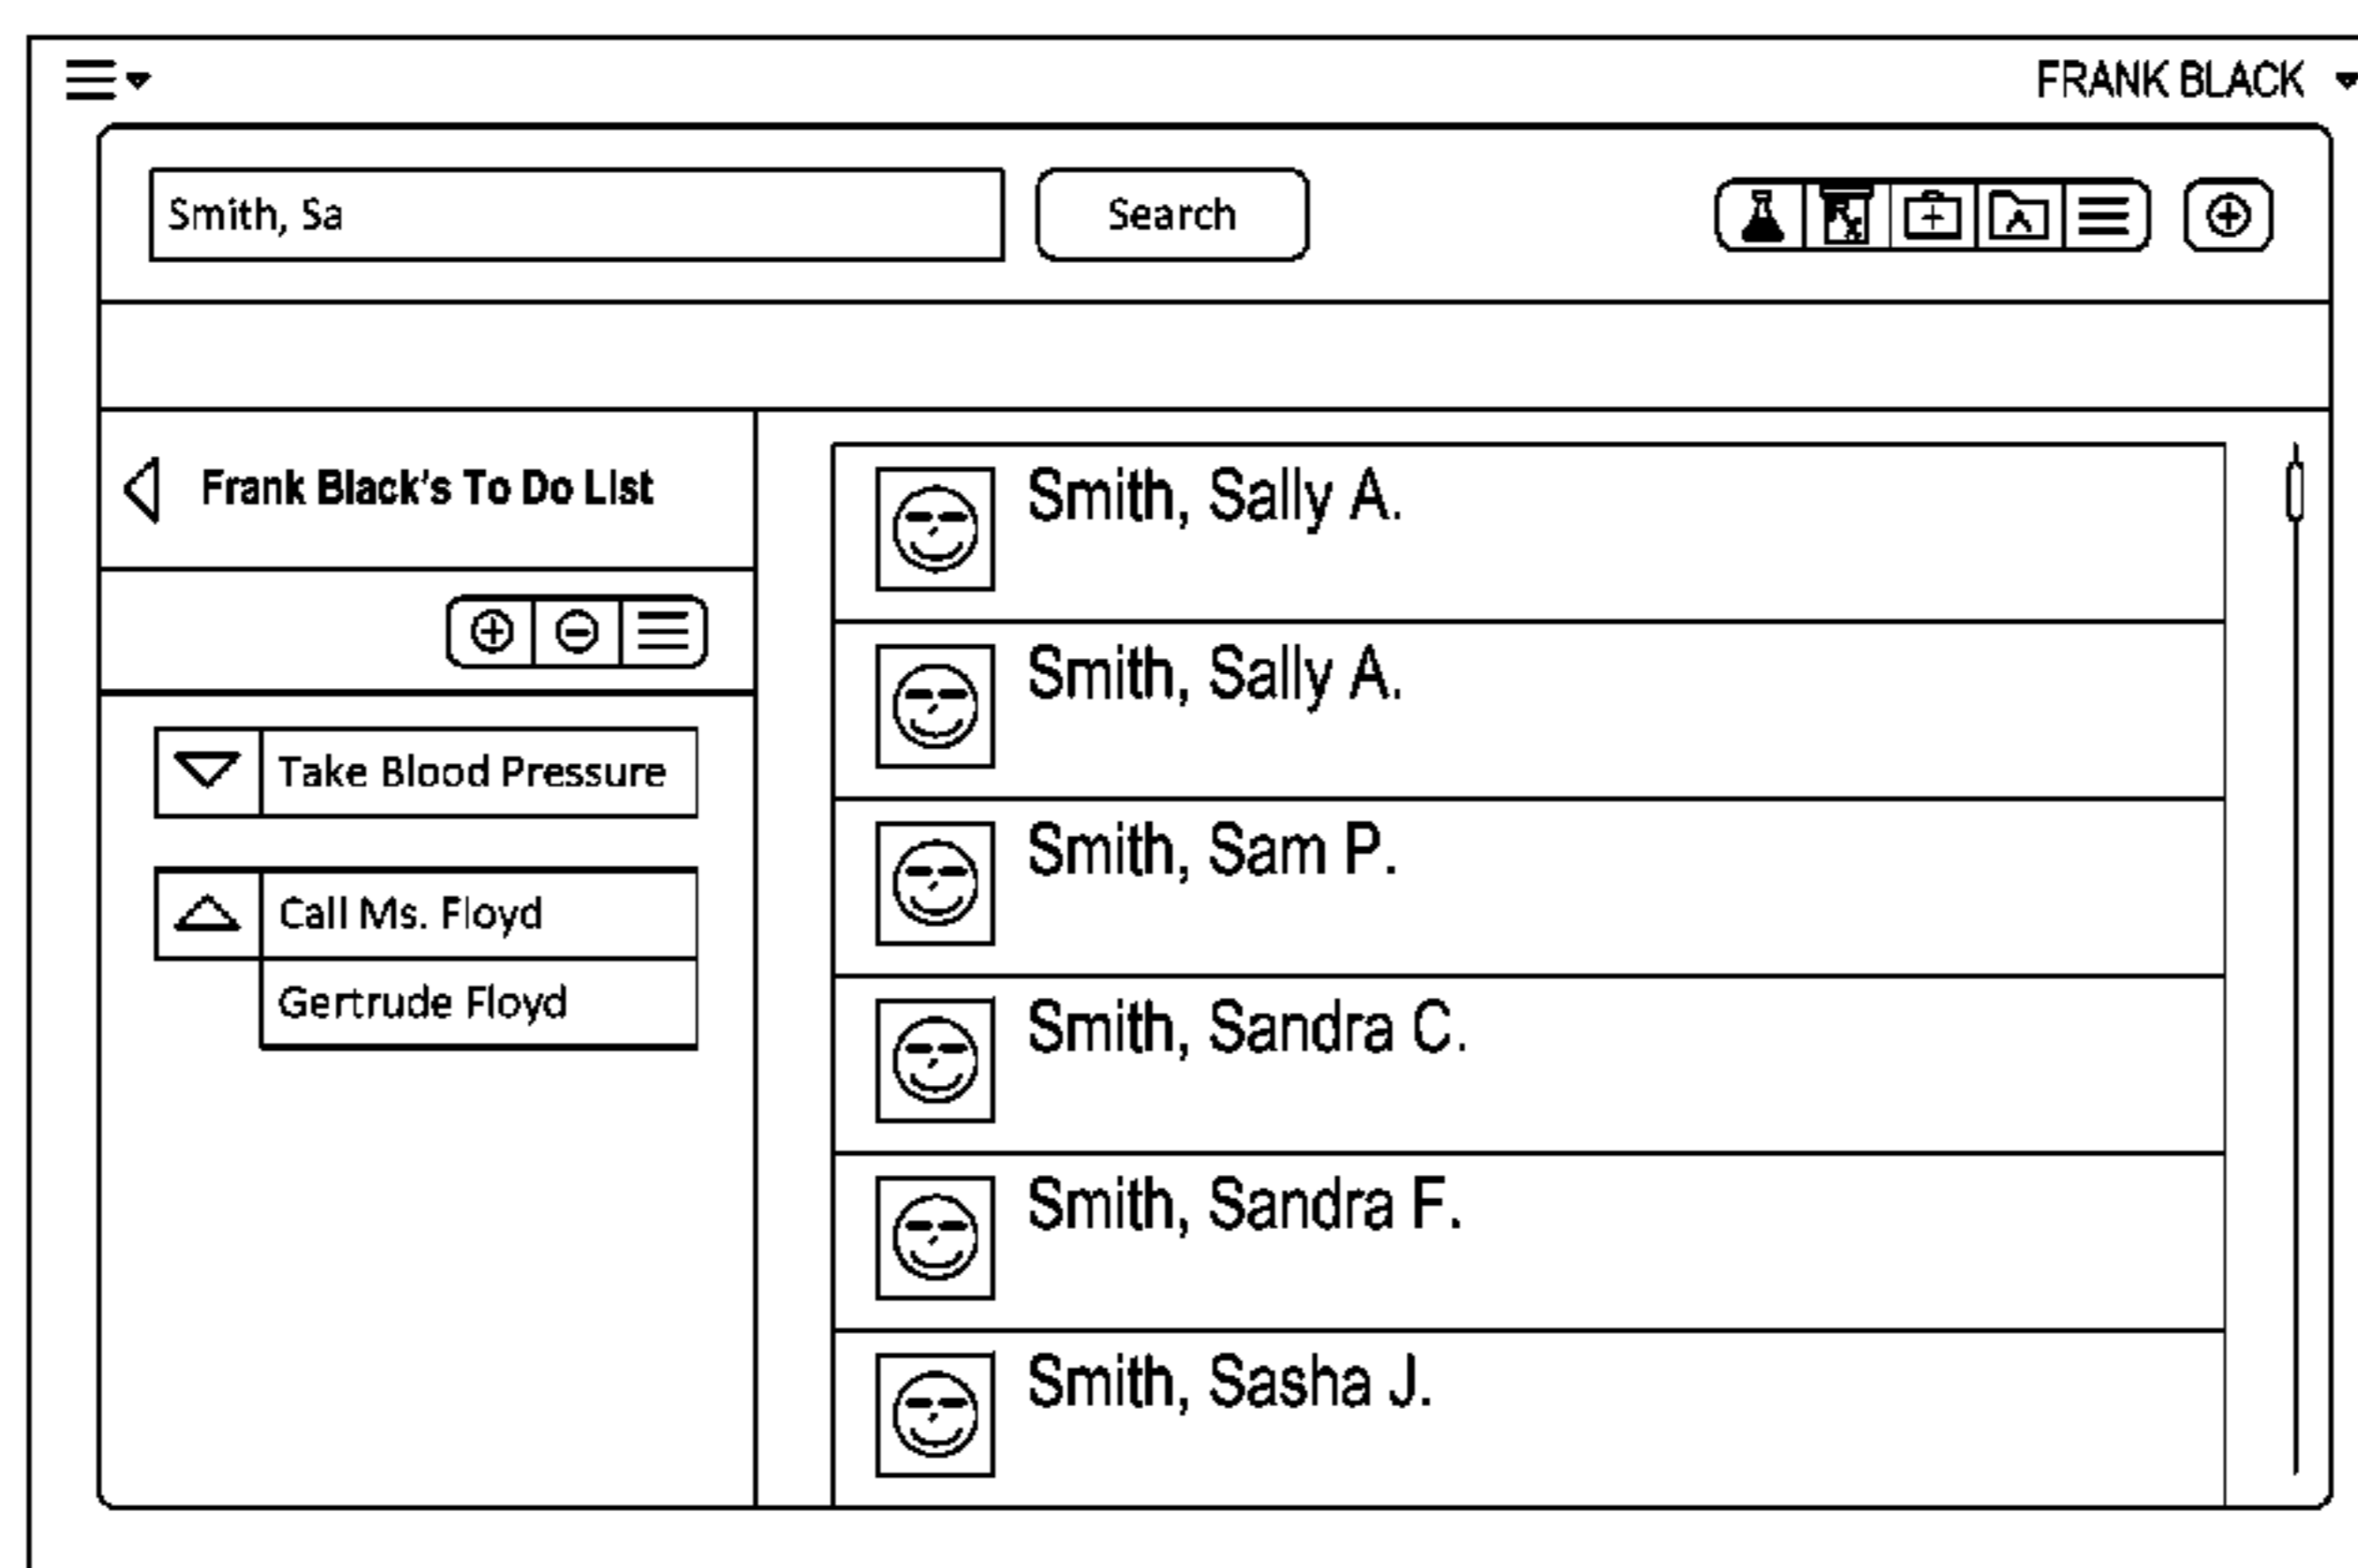 FRANK BLACK
Smith, Sa
Search
Frank Black's To Do List
Take Blood Pressure
Call Ms. Floyd
Gertrude Floyd
Smith, Sally A.
Smith, Sally A.
Smith, Sam P.
Smith, Sandra C.
Smith, Sandra F.
Smith, Sasha J.